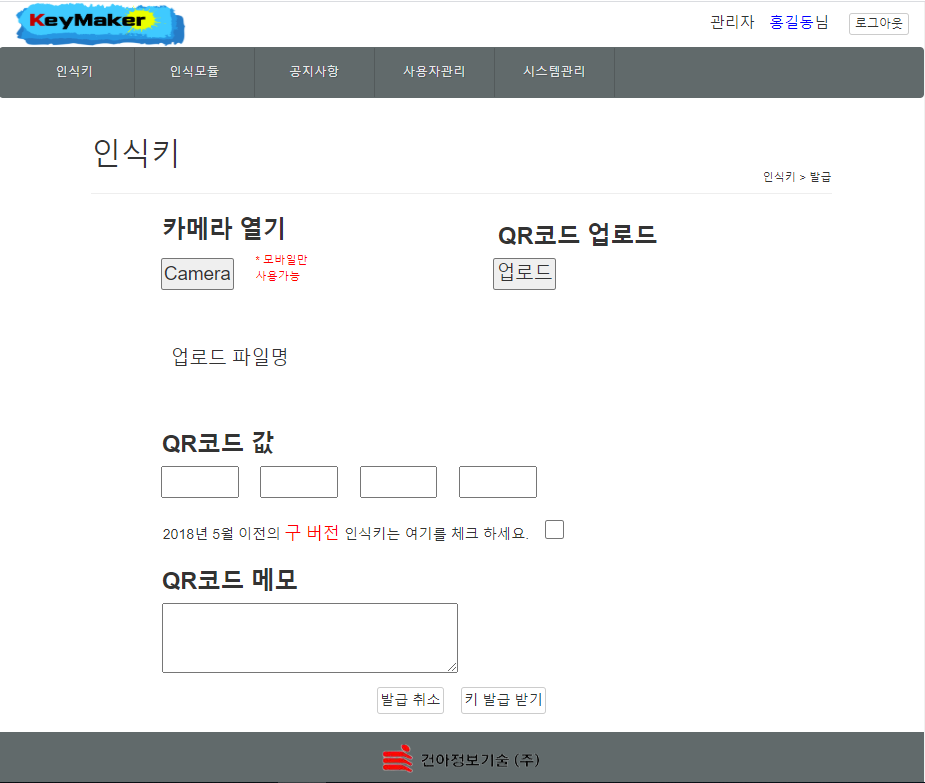 KeyMaker
관리자 홍길동님 로그아웃
인식키 인식모듈 공지사항 사용자관리 시스템관리
인식키
인식키 > 발급
카메라 열기
QR코드 업로드
Camera
* 모바일만
사용가능
업로드
업로드 파일명
QR코드 값
2018년 5월 이전의 구 버전 인식키는 여기를 체크 하세요.
QR코드 메모
발급 취소 키 발급 받기
건아정보기술 (주)